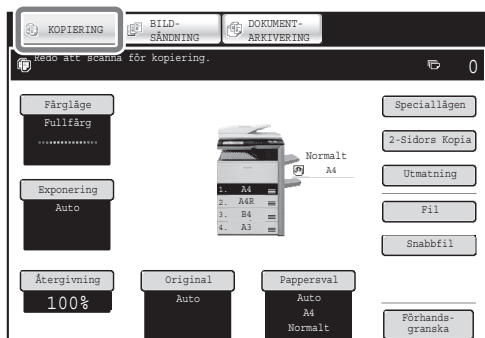 KOPIERING
BILD-
SÄNDNING
DOKUMENT-
ARKIVERING
Redo att scanna för kopiering.
0
Färgläge
Fullfärg
Exponering
Auto
Återgivning
100%
Original
Auto
Pappersval
Auto
A4
Normalt
Normalt
A4
1. A4
2. A4R
3. B4
4. A3
Speciallägen
2-Sidors Kopia
Utmatning
Fil
Snabbfil
Förhands-
granska